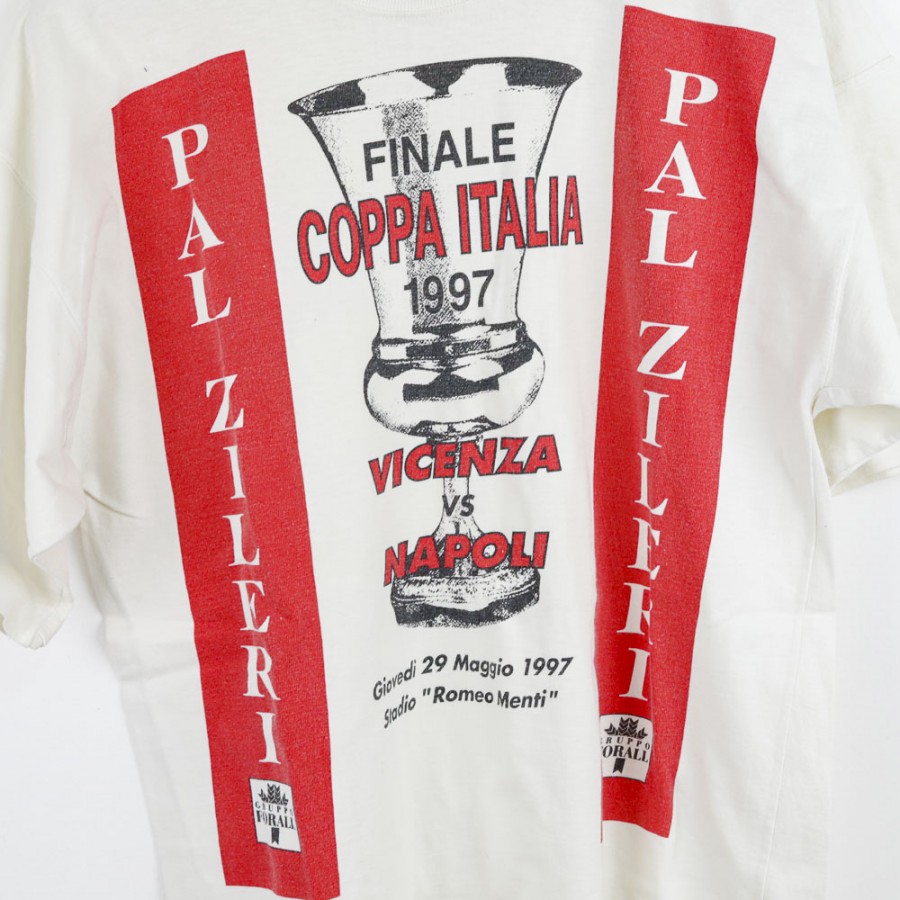 PAL ZILERI
GRUPPO
FORALL
FINALE
COPPA ITALIA
1997
VICENZA
VS
NAPOLI
Giovedì 29 Maggio 1997
Stadio "Romeo Menti"
PAL ZILERI
GRUPPO
FORALL